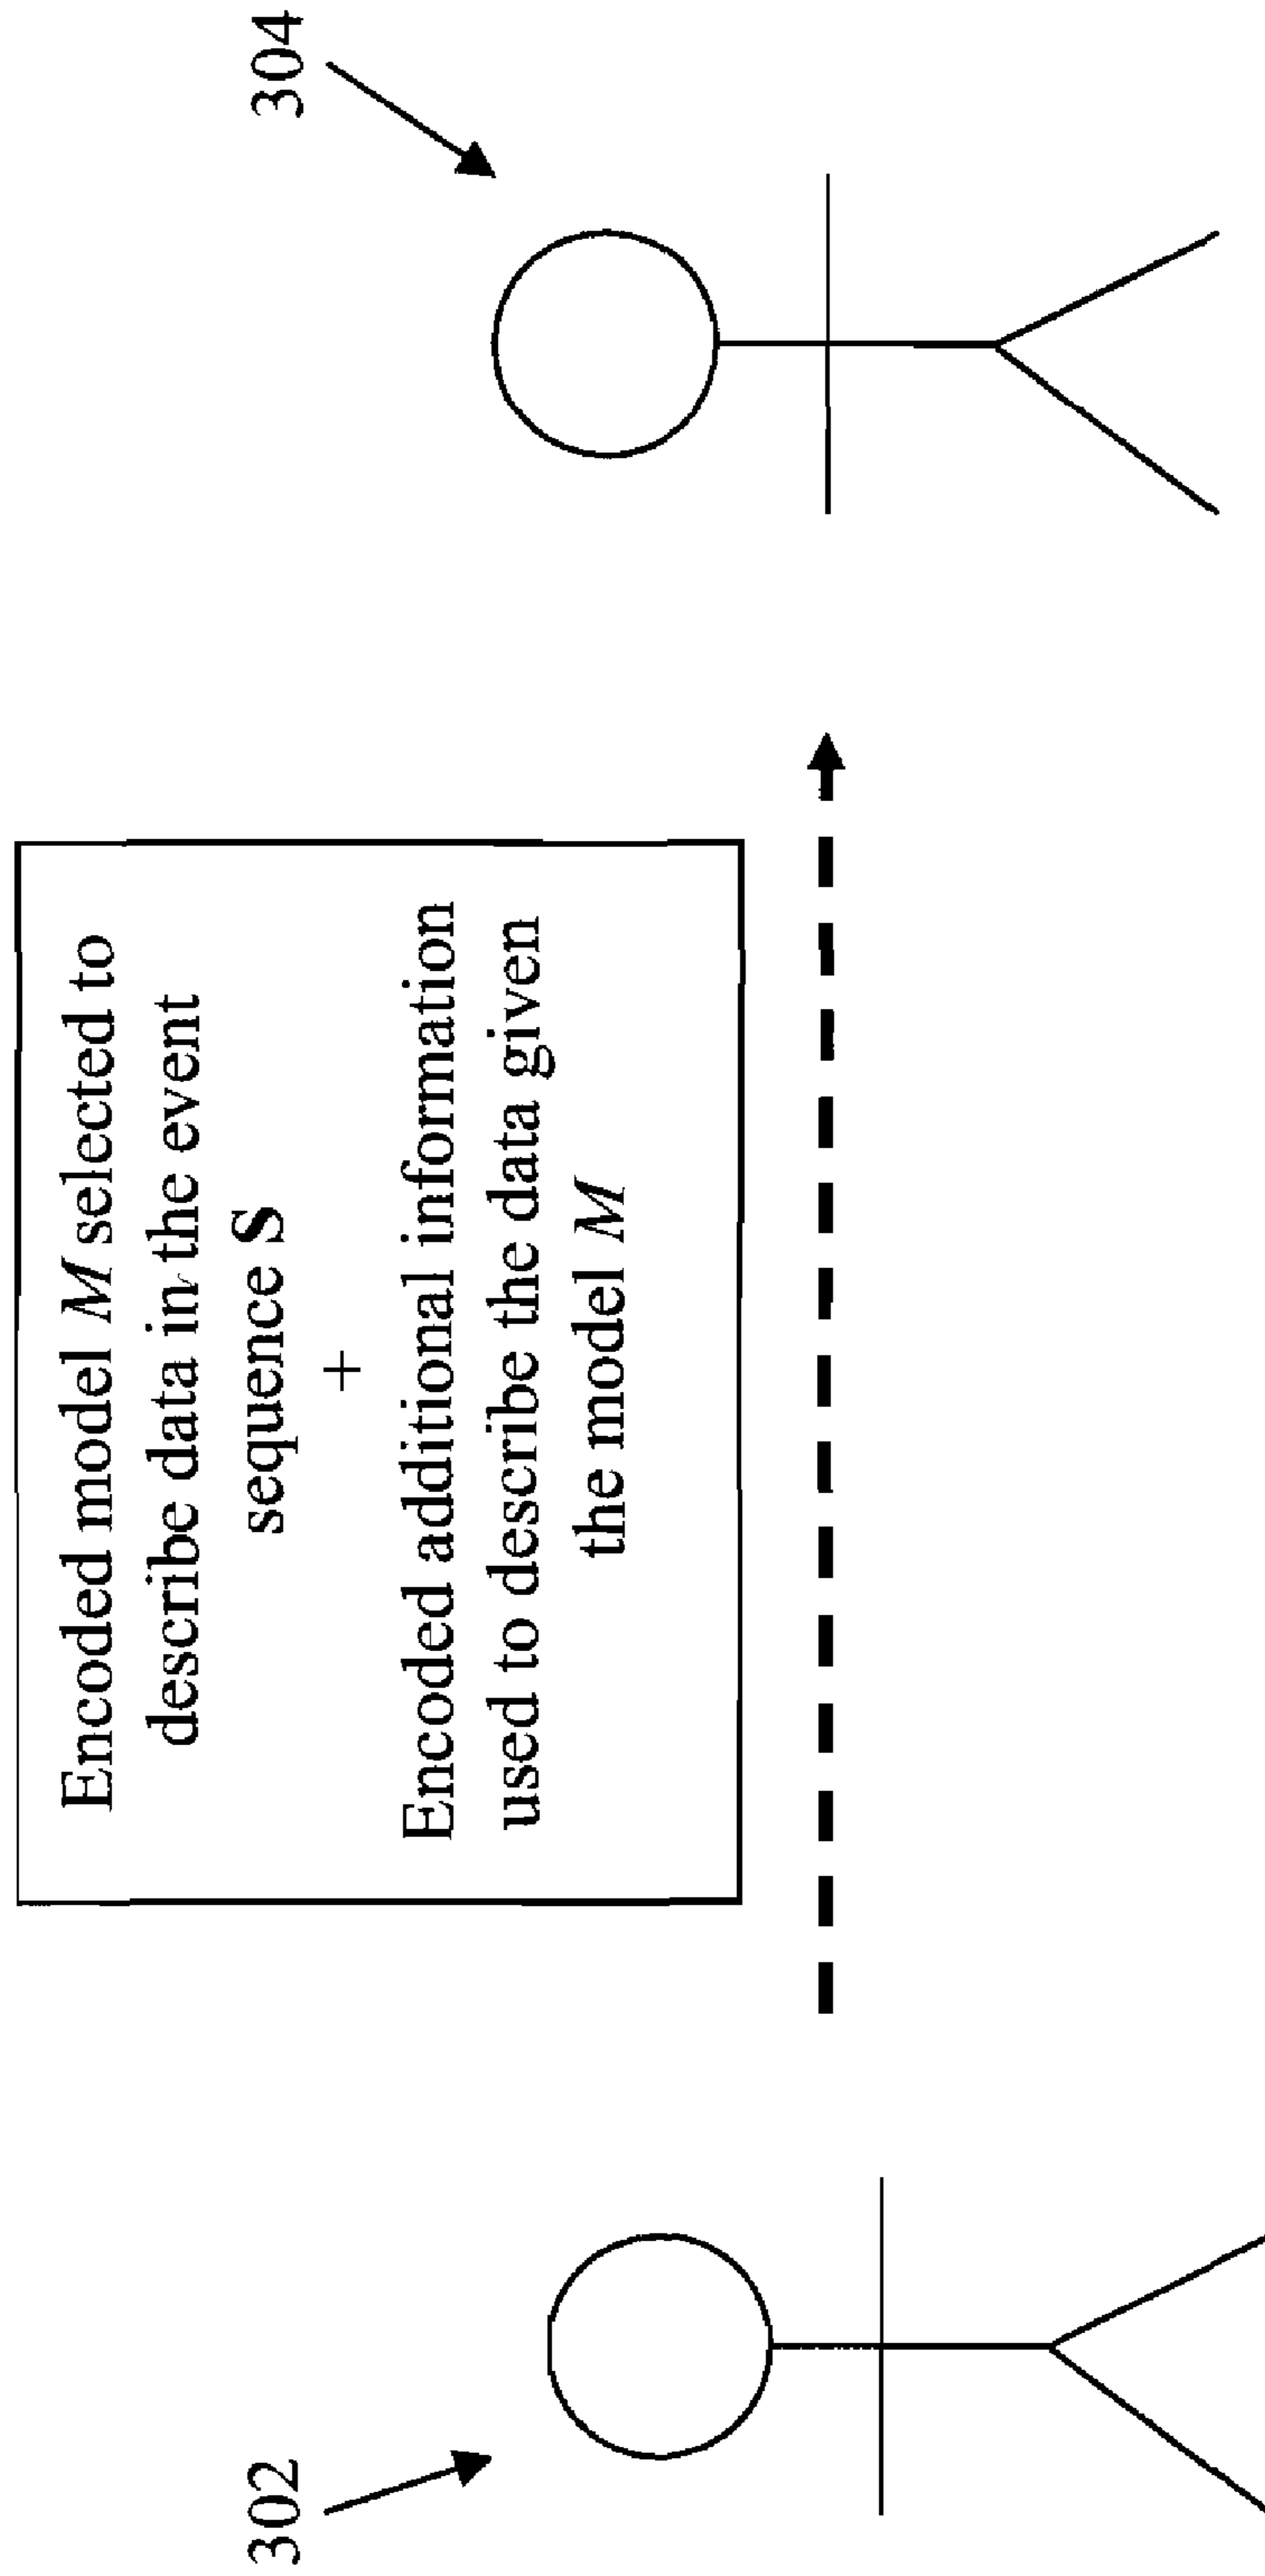 304
Encoded model M selected to
describe data in the event
sequence S
+
Encoded additional information
used to describe the data given
the model M
302